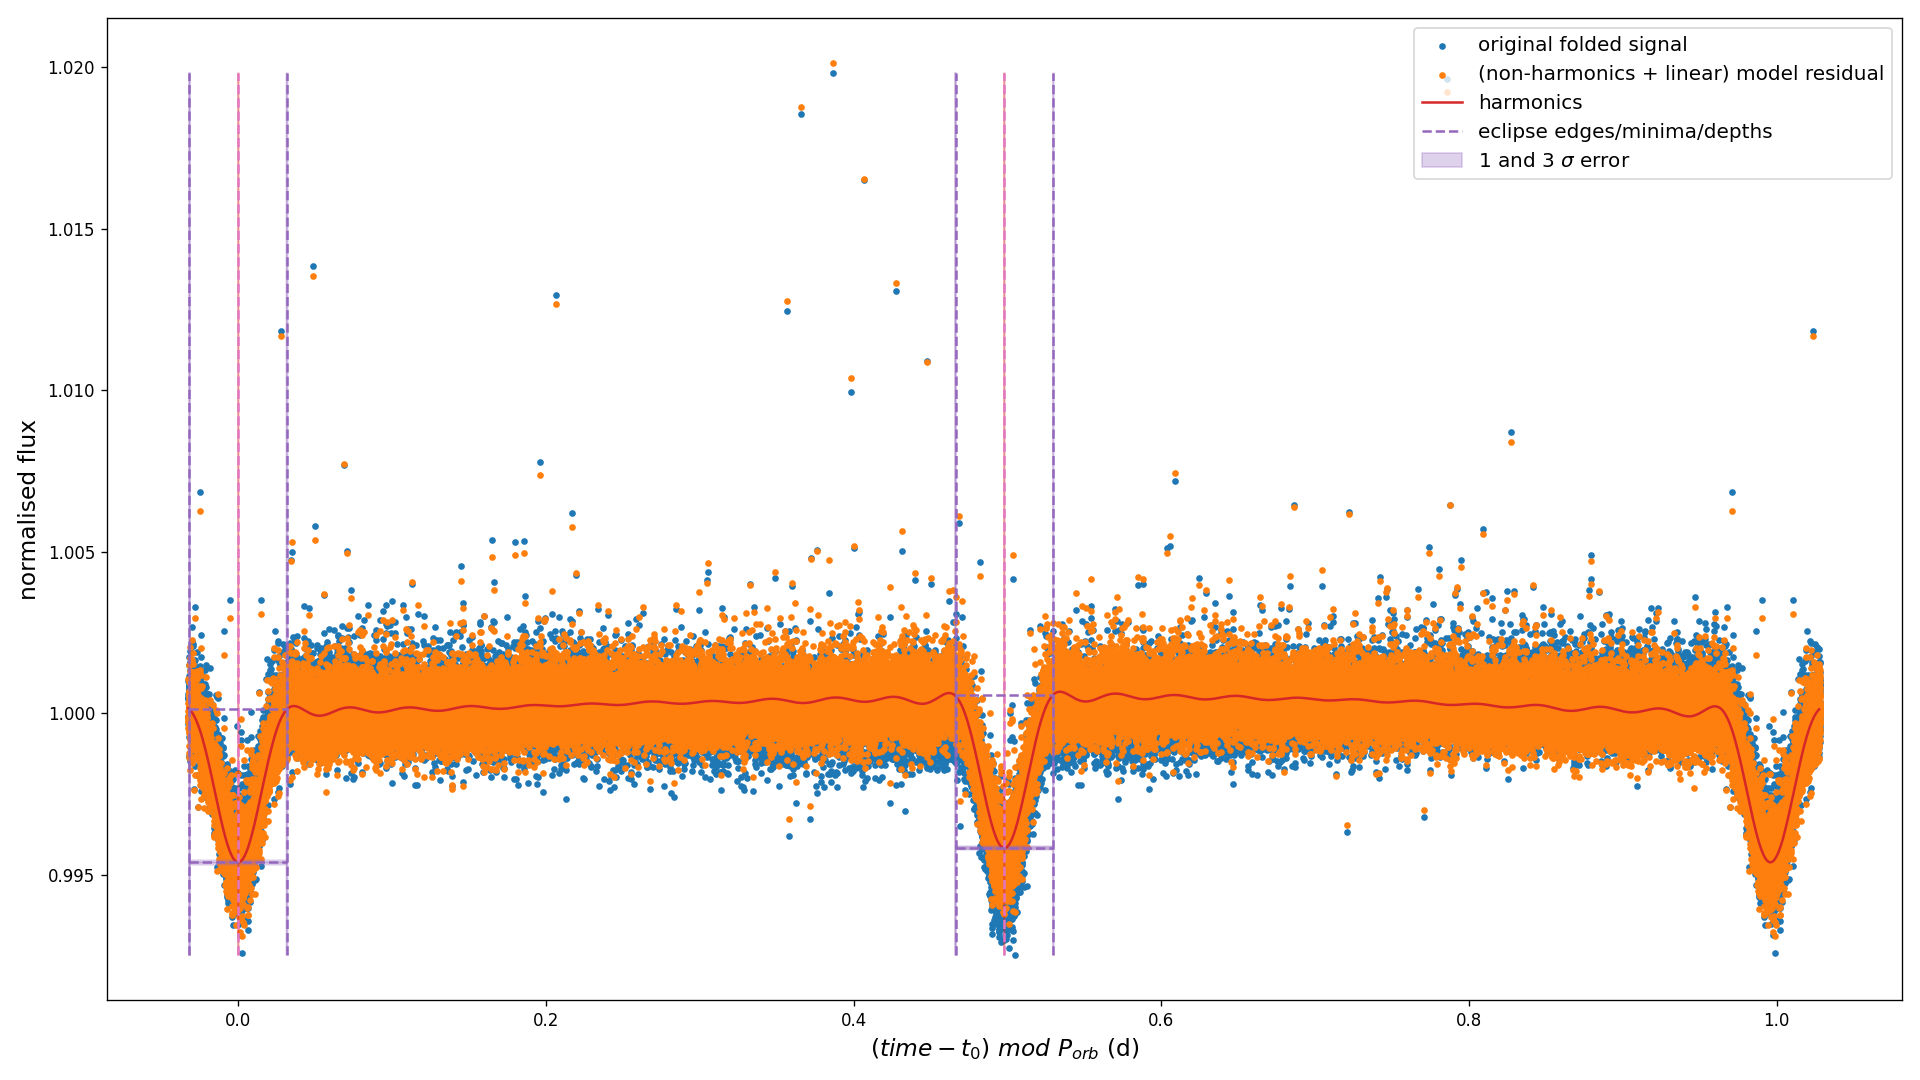 original folded signal
(non-harmonics + linear) model residual
harmonics
eclipse edges/minima/depths
1 and 3 σ error
normalised flux
1.020
1.015
1.010
1.005
1.000
0.995
0.0 0.2 0.4 0.6 0.8 1.0
(time − t₀) mod P_orb (d)